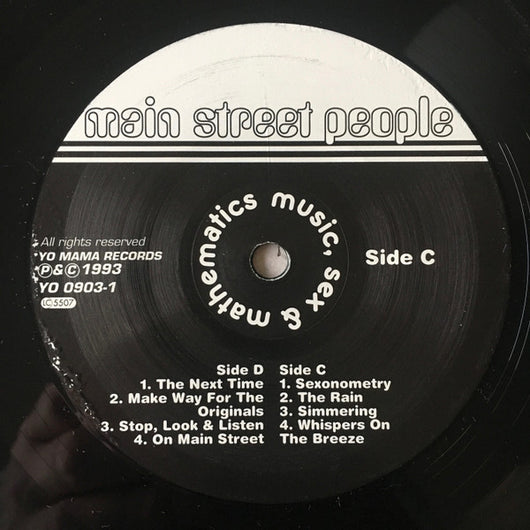 main street people
music, sex & mathematics
Side C
All rights reserved
YO MAMA RECORDS
Ⓟ&© 1993
YO 0903-1
LC 5507
Side D
1. The Next Time
2. Make Way For The
Originals
3. Stop, Look & Listen
4. On Main Street
Side C
1. Sexonometry
2. The Rain
3. Simmering
4. Whispers On
The Breeze